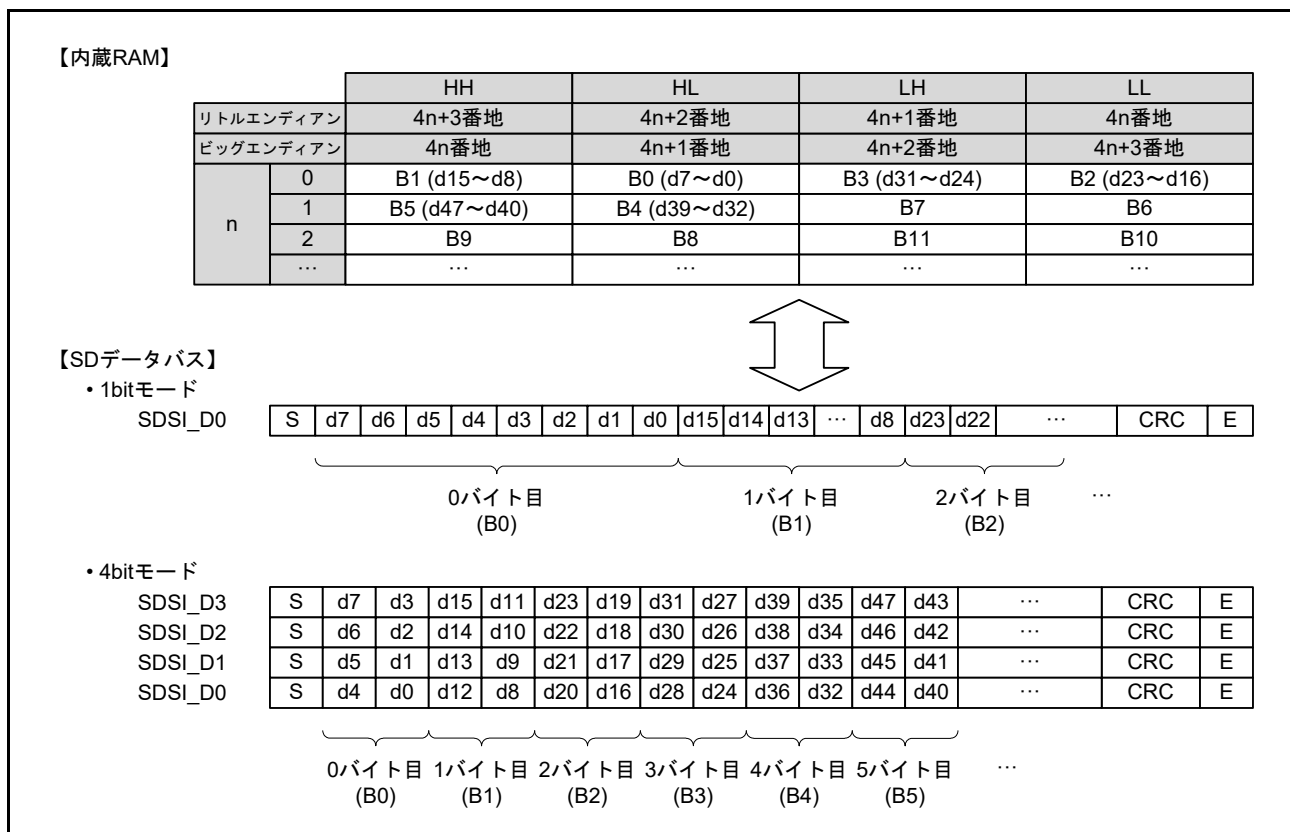 【内蔵RAM】
HH HL LH LL
リトルエンディアン 4n+3番地 4n+2番地 4n+1番地 4n番地
ビッグエンディアン 4n番地 4n+1番地 4n+2番地 4n+3番地
n 0 B1 (d15～d8) B0 (d7～d0) B3 (d31～d24) B2 (d23～d16)
1 B5 (d47～d40) B4 (d39～d32) B7 B6
2 B9 B8 B11 B10
… … … … …
【SDデータバス】
• 1bitモード
SDSI_D0 S d7 d6 d5 d4 d3 d2 d1 d0 d15 d14 d13 … d8 d23 d22 … CRC E
0バイト目 1バイト目 2バイト目 …
(B0) (B1) (B2)
• 4bitモード
SDSI_D3 S d7 d3 d15 d11 d23 d19 d31 d27 d39 d35 d47 d43 … CRC E
SDSI_D2 S d6 d2 d14 d10 d22 d18 d30 d26 d38 d34 d46 d42 … CRC E
SDSI_D1 S d5 d1 d13 d9 d21 d17 d29 d25 d37 d33 d45 d41 … CRC E
SDSI_D0 S d4 d0 d12 d8 d20 d16 d28 d24 d36 d32 d44 d40 … CRC E
0バイト目 1バイト目 2バイト目 3バイト目 4バイト目 5バイト目 …
(B0) (B1) (B2) (B3) (B4) (B5)